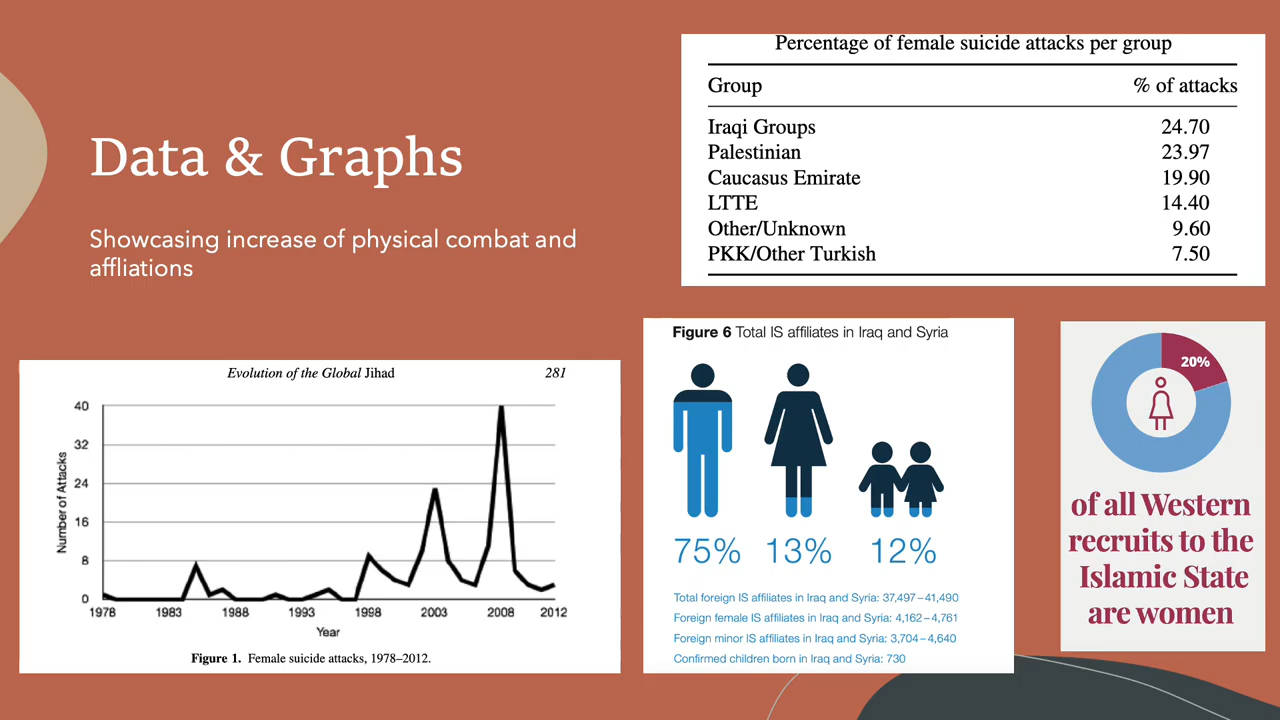 Data & Graphs
Showcasing increase of physical combat and
affliations
Percentage of female suicide attacks per group
Group % of attacks
Iraqi Groups 24.70
Palestinian 23.97
Caucasus Emirate 19.90
LTTE 14.40
Other/Unknown 9.60
PKK/Other Turkish 7.50
Evolution of the Global Jihad 281
40
32
24
16
8
0
Number of Attacks
1978 1983 1988 1993 1998 2003 2008 2012
Year
Figure 1. Female suicide attacks, 1978–2012.
Figure 6 Total IS affiliates in Iraq and Syria
75% 13% 12%
Total foreign IS affiliates in Iraq and Syria: 37,497–41,490
Foreign female IS affiliates in Iraq and Syria: 4,162–4,761
Foreign minor IS affiliates in Iraq and Syria: 3,704–4,640
Confirmed children born in Iraq and Syria: 730
20%
of all Western
recruits to the
Islamic State
are women